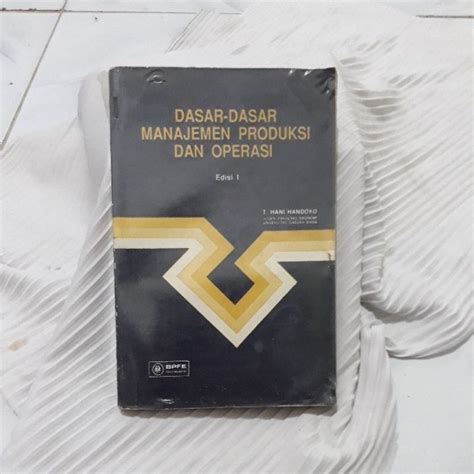 DASAR-DASAR
MANAJEMEN PRODUKSI
DAN OPERASI
Edisi 1
T. HANI HANDOKO
BPFE